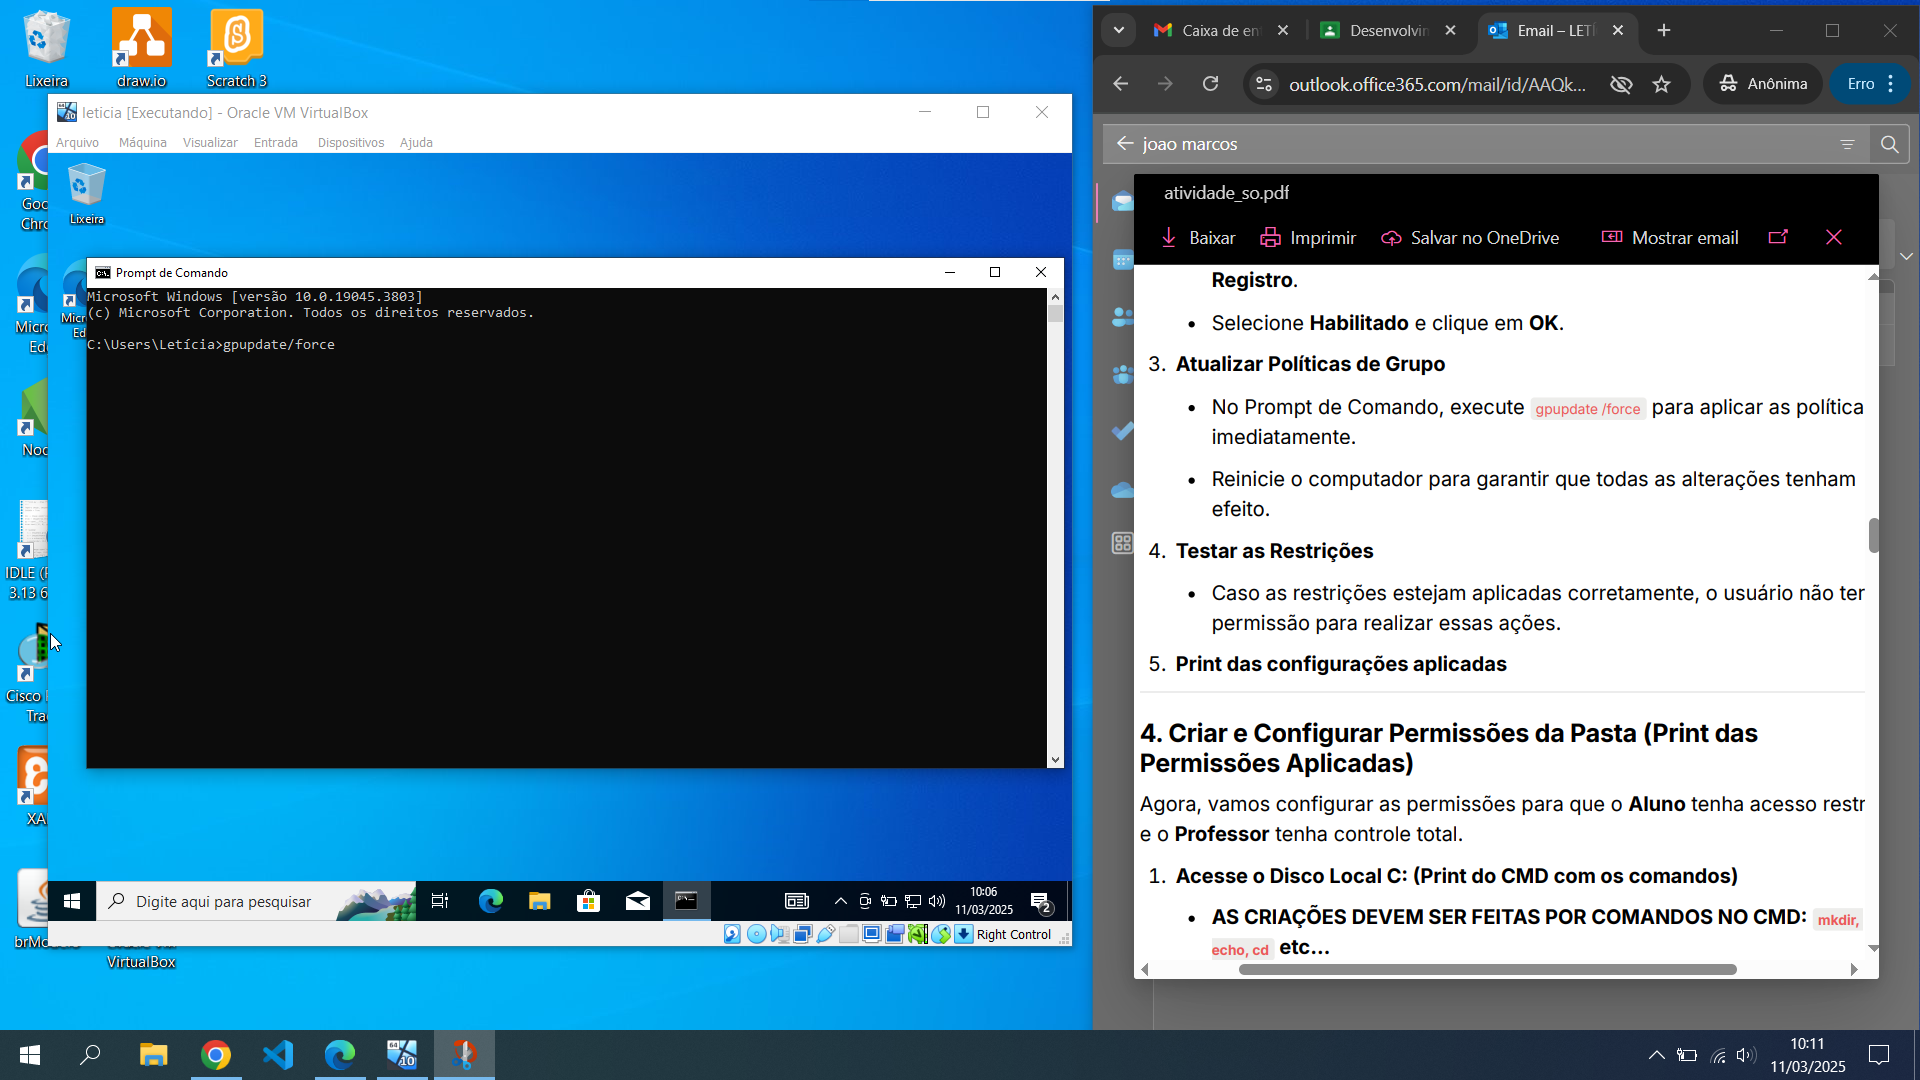 Lixeira
draw.io
Scratch 3
leticia [Executando] - Oracle VM VirtualBox
Arquivo Máquina Visualizar Entrada Dispositivos Ajuda
Lixeira
Prompt de Comando
Microsoft Windows [versão 10.0.19045.3803]
(c) Microsoft Corporation. Todos os direitos reservados.
C:\Users\Letícia>gpupdate/force
Goo
Chro
Micro
Ed
Micr
Ed
Nod
IDLE (P
3.13 6
Cisco P
Trac
XA
brMo
VirtualBox
Digite aqui para pesquisar
10:06
11/03/2025
2
Right Control
Caixa de en
Desenvolvin
Email – LETÍ
outlook.office365.com/mail/id/AAQk...
Anônima
Erro
joao marcos
atividade_so.pdf
Baixar
Imprimir
Salvar no OneDrive
Mostrar email
Registro.
• Selecione Habilitado e clique em OK.
3. Atualizar Políticas de Grupo
• No Prompt de Comando, execute gpupdate /force para aplicar as política
imediatamente.
• Reinicie o computador para garantir que todas as alterações tenham
efeito.
4. Testar as Restrições
• Caso as restrições estejam aplicadas corretamente, o usuário não ter
permissão para realizar essas ações.
5. Print das configurações aplicadas
4. Criar e Configurar Permissões da Pasta (Print das
Permissões Aplicadas)
Agora, vamos configurar as permissões para que o Aluno tenha acesso restr
e o Professor tenha controle total.
1. Acesse o Disco Local C: (Print do CMD com os comandos)
• AS CRIAÇÕES DEVEM SER FEITAS POR COMANDOS NO CMD: mkdir,
echo, cd etc...
10:11
11/03/2025